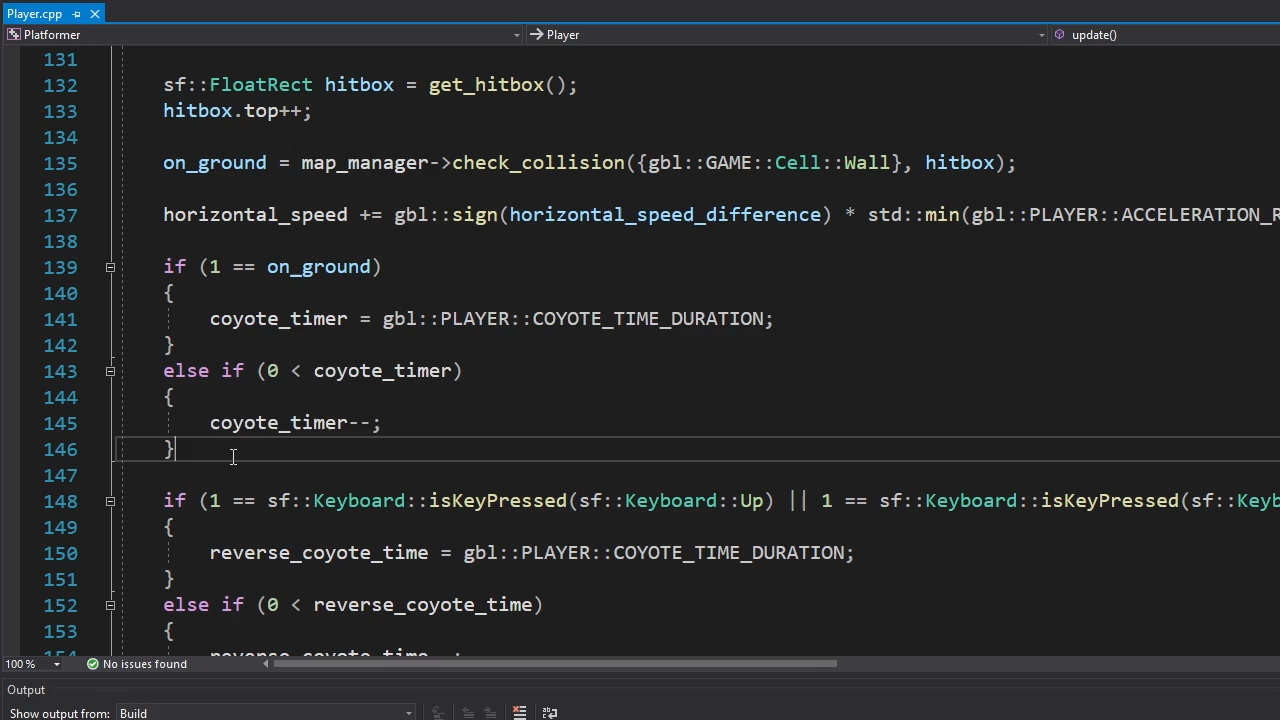 Player.cpp
Platformer
Player
update()
131
132 sf::FloatRect hitbox = get_hitbox();
133 hitbox.top++;
134
135 on_ground = map_manager->check_collision({gbl::GAME::Cell::Wall}, hitbox);
136
137 horizontal_speed += gbl::sign(horizontal_speed_difference) * std::min(gbl::PLAYER::ACCELERATION_R
138
139 if (1 == on_ground)
140 {
141 coyote_timer = gbl::PLAYER::COYOTE_TIME_DURATION;
142 }
143 else if (0 < coyote_timer)
144 {
145 coyote_timer--;
146 }
147
148 if (1 == sf::Keyboard::isKeyPressed(sf::Keyboard::Up) || 1 == sf::Keyboard::isKeyPressed(sf::Keyb
149 {
150 reverse_coyote_time = gbl::PLAYER::COYOTE_TIME_DURATION;
151 }
152 else if (0 < reverse_coyote_time)
153 {
154 reverse_coyote_time--;
100 % No issues found
Output
Show output from: Build